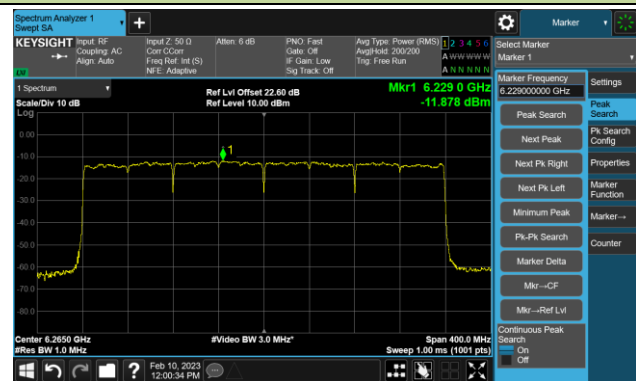 Spectrum Analyzer 1
Swept SA
KEYSIGHT
Input: RF
Coupling: AC
Align: Auto
Input Z: 50 Ω
Corr CCorr
Freq Ref: Int (S)
NFE: Adaptive
Atten: 6 dB
PNO: Fast
Gate: Off
IF Gain: Low
Sig Track: Off
Avg Type: Power (RMS)
Avg|Hold: 200/200
Trig: Free Run
1 2 3 4 5 6
A W W W W W
A N N N N N
1 Spectrum
Scale/Div 10 dB
Log
Ref Lvl Offset 22.60 dB
Ref Level 10.00 dBm
Mkr1 6.229 0 GHz
-11.878 dBm
1
0.00
-10.0
-20.0
-30.0
-40.0
-50.0
-60.0
-70.0
-80.0
Center 6.2650 GHz
#Res BW 1.0 MHz
#Video BW 3.0 MHz*
Span 400.0 MHz
Sweep 1.00 ms (1001 pts)
Feb 10, 2023
12:00:34 PM
Marker
Select Marker
Marker 1
Marker Frequency
6.229000000 GHz
Peak Search
Next Peak
Next Pk Right
Next Pk Left
Minimum Peak
Pk-Pk Search
Marker Delta
Mkr→CF
Mkr→Ref Lvl
Continuous Peak
Search
On
Off
Settings
Peak
Search
Pk Search
Config
Properties
Marker
Function
Marker→
Counter